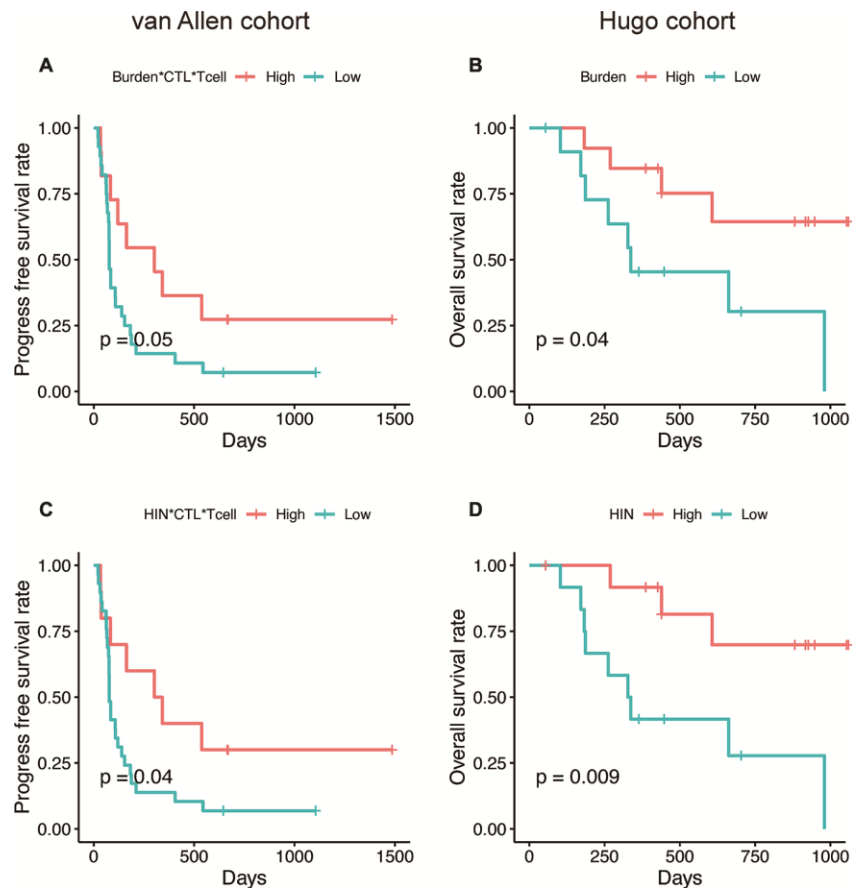 van Allen cohort
Hugo cohort
A
Burden*CTL*Tcell High Low
Progress free survival rate
1.00
0.75
0.50
0.25
0.00
p = 0.05
0 500 1000 1500
Days
B
Burden High Low
Overall survival rate
1.00
0.75
0.50
0.25
0.00
p = 0.04
0 250 500 750 1000
Days
C
HIN*CTL*Tcell High Low
Progress free survival rate
1.00
0.75
0.50
0.25
0.00
p = 0.04
0 500 1000 1500
Days
D
HIN High Low
Overall survival rate
1.00
0.75
0.50
0.25
0.00
p = 0.009
0 250 500 750 1000
Days